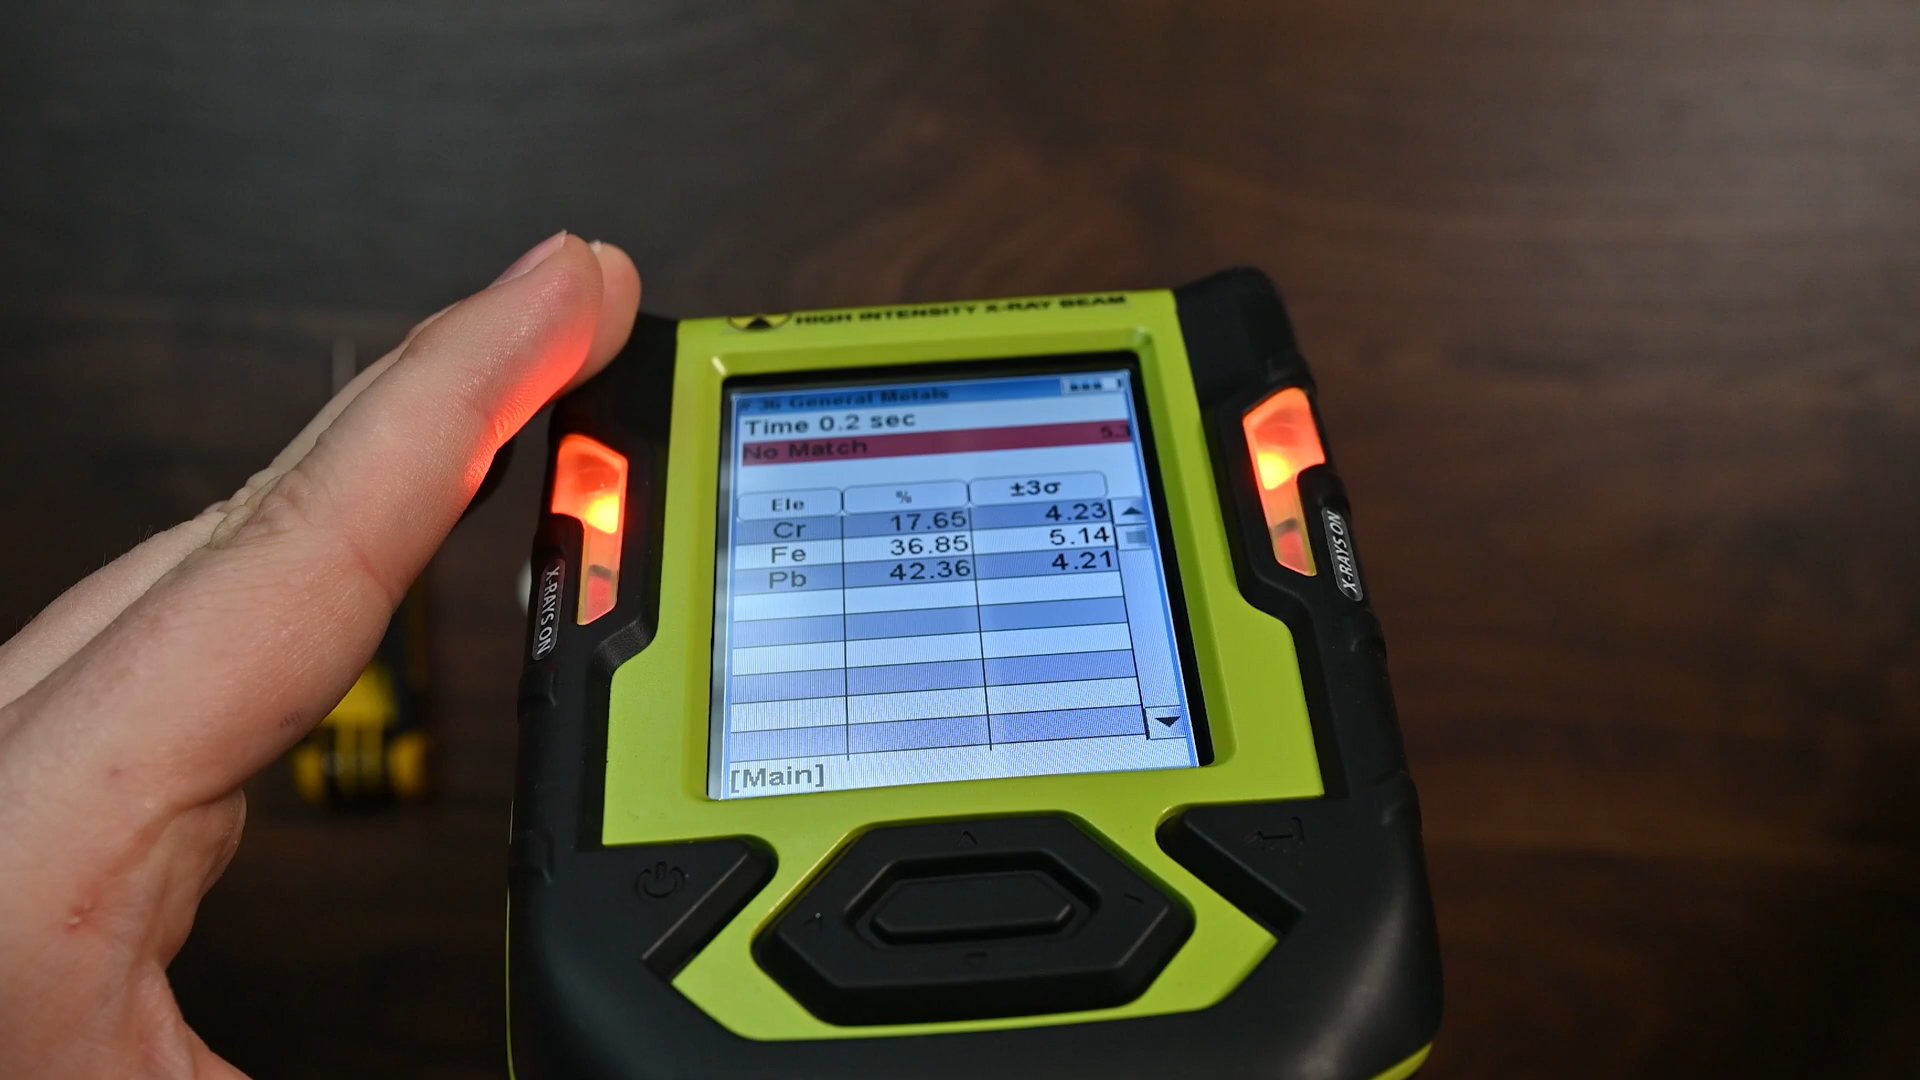 HIGH INTENSITY X-RAY BEAM
# 36 General Metals
Time 0.2 sec
No Match
Ele % ±3σ
Cr 17.65 4.23
Fe 36.85 5.14
Pb 42.36 4.21
[Main]
X-RAYS ON
X-RAYS ON